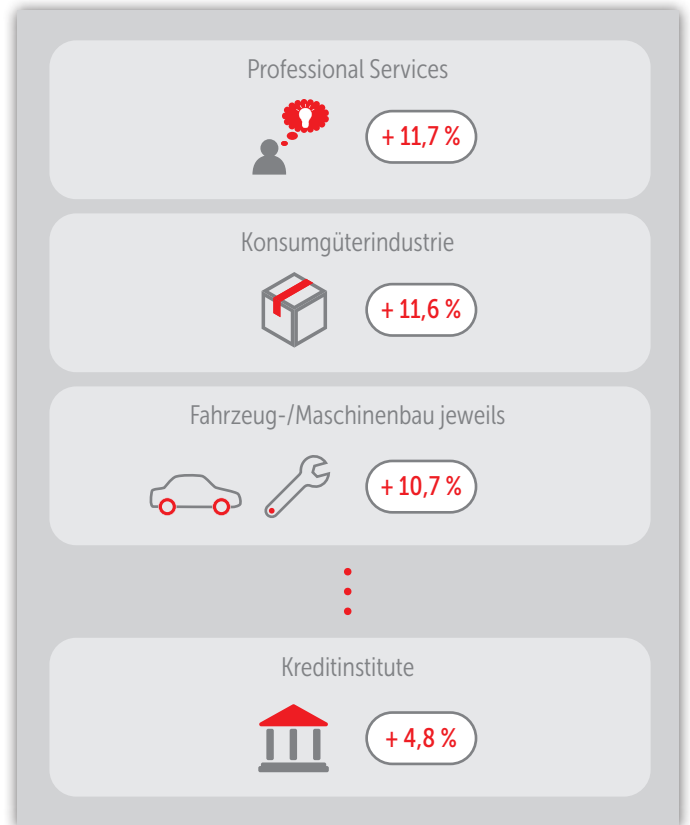 Professional Services
+ 11,7 %
Konsumgüterindustrie
+ 11,6 %
Fahrzeug-/Maschinenbau jeweils
+ 10,7 %
Kreditinstitute
+ 4,8 %